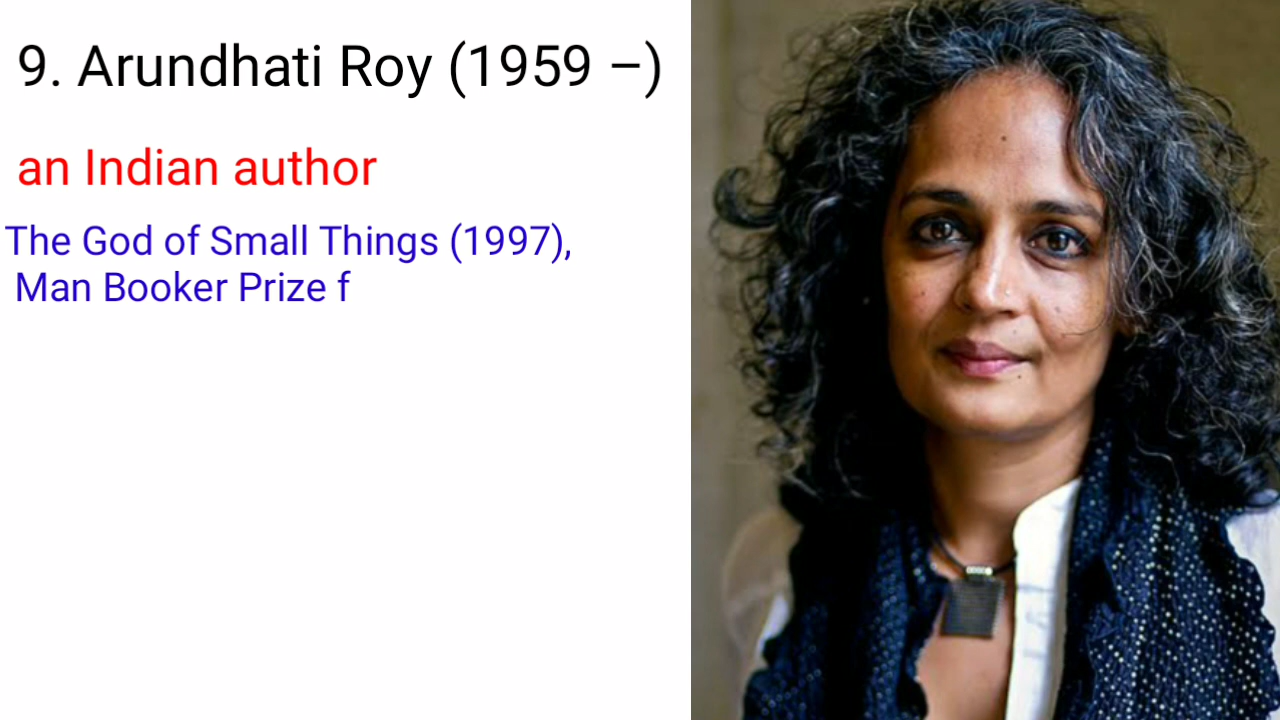 9. Arundhati Roy (1959 –)
an Indian author
The God of Small Things (1997),
Man Booker Prize f